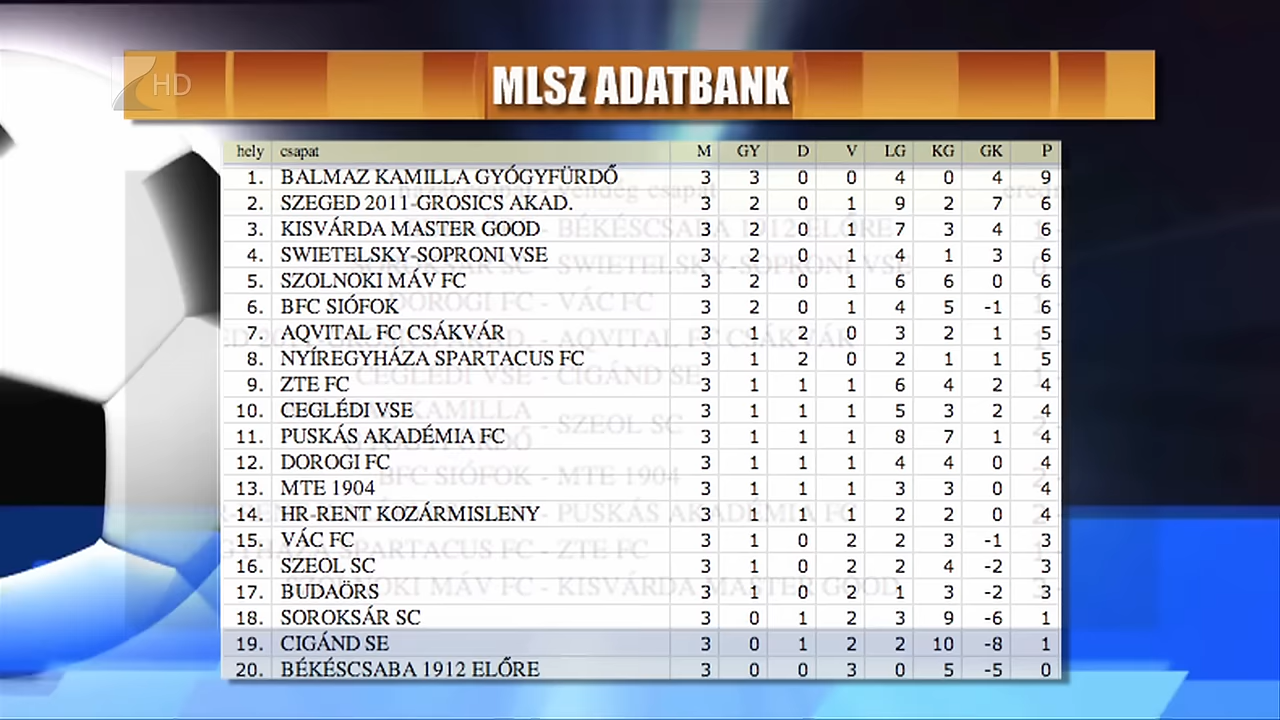 HD
MLSZ ADATBANK
hely csapat M GY D V LG KG GK P
1. BALMAZ KAMILLA GYÓGYFÜRDŐ 3 3 0 0 4 0 4 9
2. SZEGED 2011-GROSICS AKAD. 3 2 0 1 9 2 7 6
3. KISVÁRDA MASTER GOOD 3 2 0 1 7 3 4 6
4. SWIETELSKY-SOPRONI VSE 3 2 0 1 4 1 3 6
5. SZOLNOKI MÁV FC 3 2 0 1 6 6 0 6
6. BFC SIÓFOK 3 2 0 1 4 5 -1 6
7. AQVITAL FC CSÁKVÁR 3 1 2 0 3 2 1 5
8. NYÍREGYHÁZA SPARTACUS FC 3 1 2 0 2 1 1 5
9. ZTE FC 3 1 1 1 6 4 2 4
10. CEGLÉDI VSE 3 1 1 1 5 3 2 4
11. PUSKÁS AKADÉMIA FC 3 1 1 1 8 7 1 4
12. DOROGI FC 3 1 1 1 4 4 0 4
13. MTE 1904 3 1 1 1 3 3 0 4
14. HR-RENT KOZÁRMISLENY 3 1 1 1 2 2 0 4
15. VÁC FC 3 1 0 2 2 3 -1 3
16. SZEOL SC 3 1 0 2 2 4 -2 3
17. BUDAÖRS 3 1 0 2 1 3 -2 3
18. SOROKSÁR SC 3 0 1 2 3 9 -6 1
19. CIGÁND SE 3 0 1 2 2 10 -8 1
20. BÉKÉSCSABA 1912 ELŐRE 3 0 0 3 0 5 -5 0